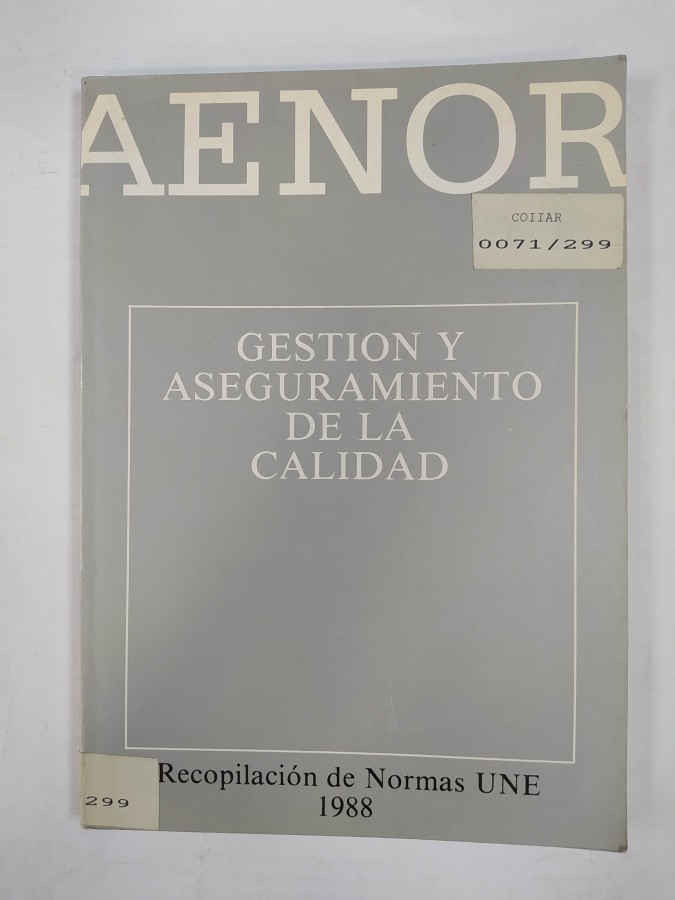 AENOR
COIIAR
0071/299
GESTION Y
ASEGURAMIENTO
DE LA
CALIDAD
Recopilación de Normas UNE
1988
299